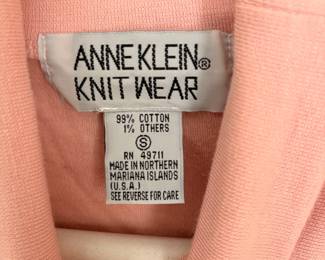 ANNE KLEIN®
KNIT WEAR
99% COTTON
1% OTHERS
S
RN 49711
MADE IN NORTHERN
MARIANA ISLANDS
(U.S.A.)
SEE REVERSE FOR CARE